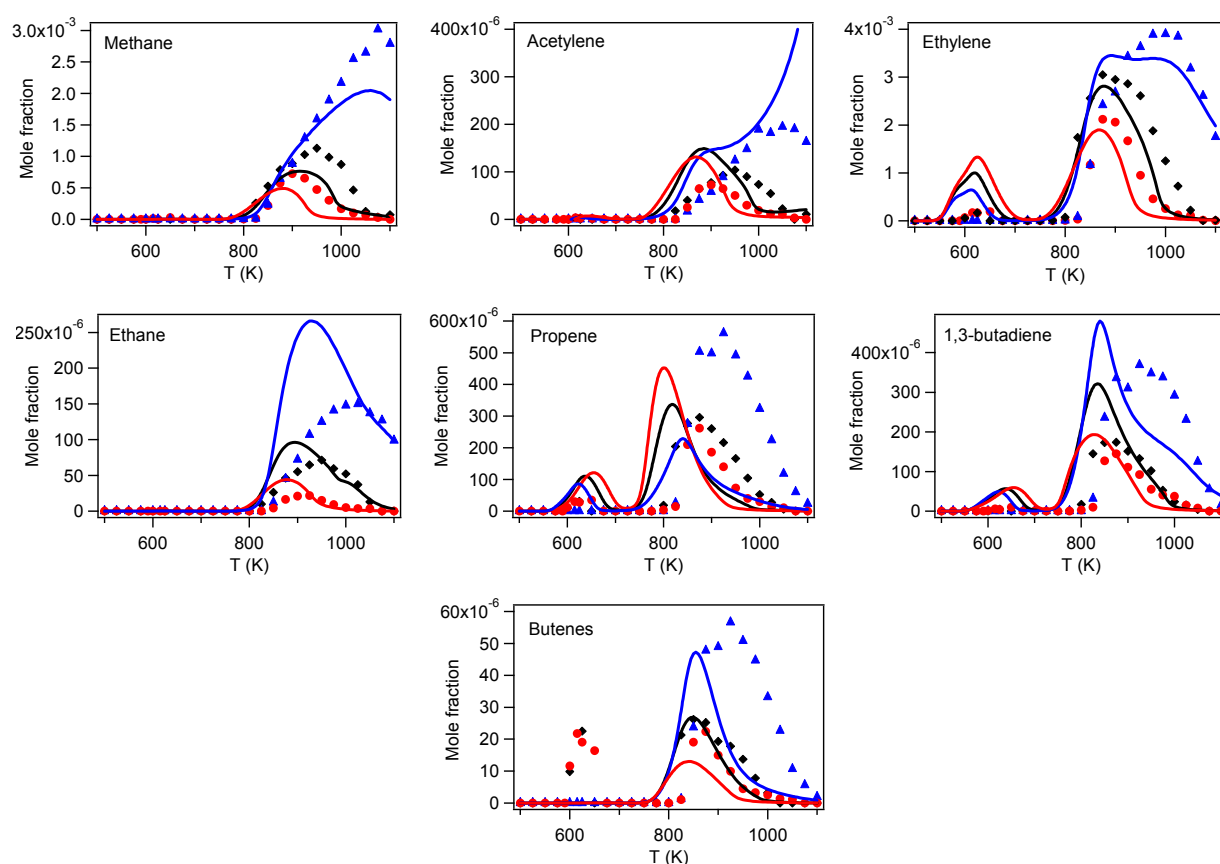 Methane
Mole fraction
3.0x10⁻³
2.5
2.0
1.5
1.0
0.5
0.0
600 800 1000
T (K)
Acetylene
Mole fraction
400x10⁻⁶
300
200
100
0
600 800 1000
T (K)
Ethylene
Mole fraction
4x10⁻³
3
2
1
0
600 800 1000
T (K)
Ethane
Mole fraction
250x10⁻⁶
200
150
100
50
0
600 800 1000
T (K)
Propene
Mole fraction
600x10⁻⁶
500
400
300
200
100
0
600 800 1000
T (K)
1,3-butadiene
Mole fraction
400x10⁻⁶
300
200
100
0
600 800 1000
T (K)
Butenes
Mole fraction
60x10⁻⁶
50
40
30
20
10
0
600 800 1000
T (K)